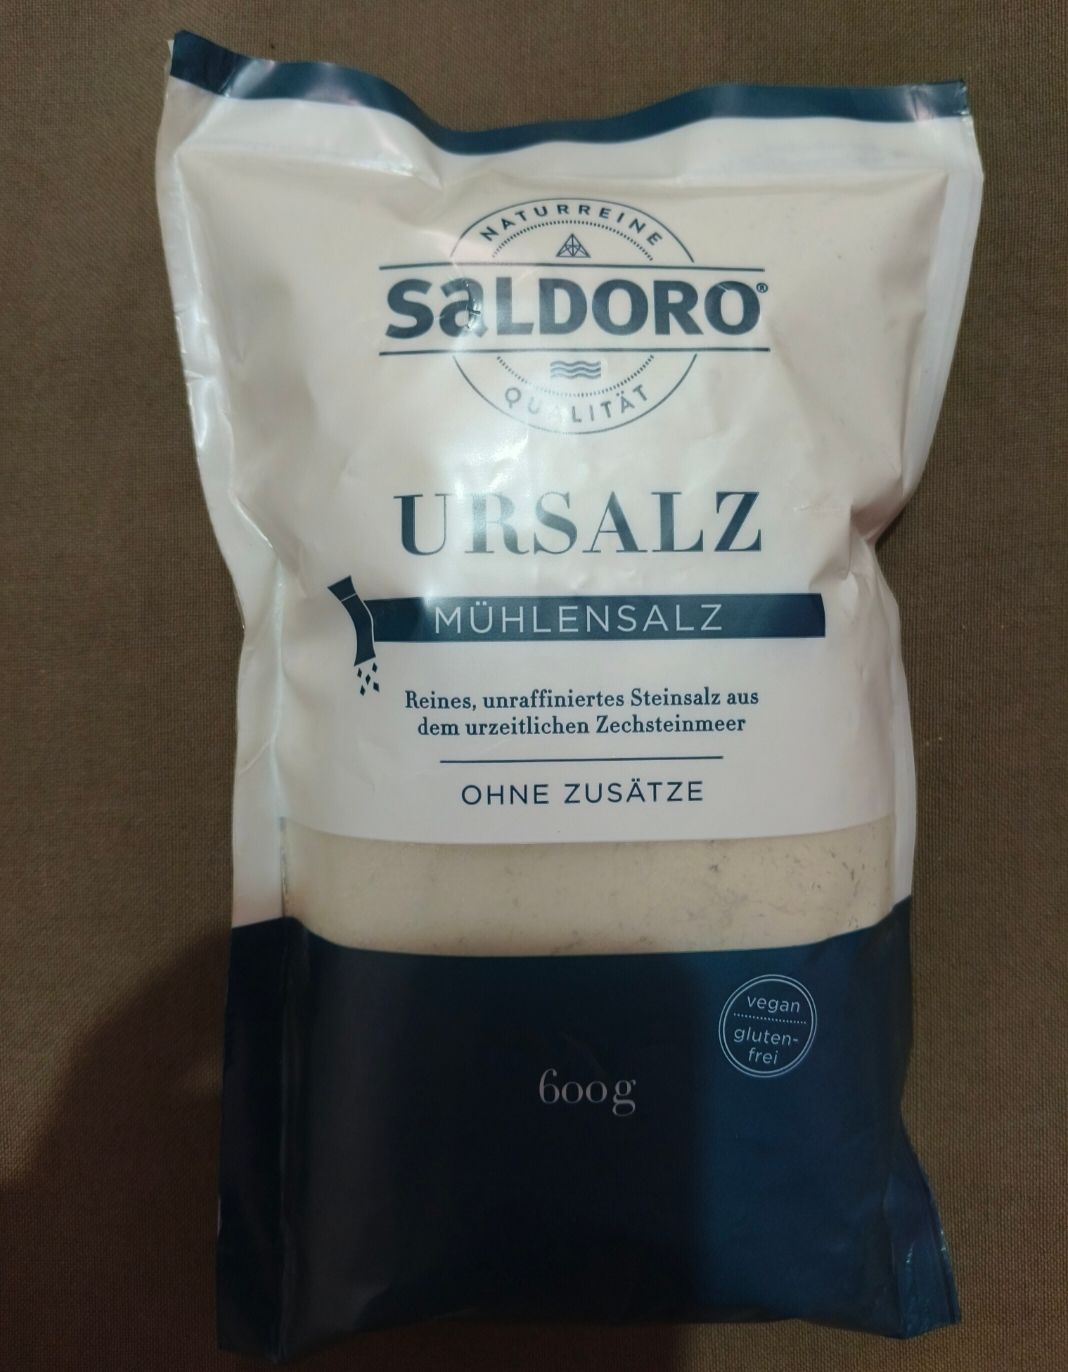 NATURREINE
SaLDORO®
QUALITÄT
URSALZ
MÜHLENSALZ
Reines, unraffiniertes Steinsalz aus
dem urzeitlichen Zechsteinmeer
OHNE ZUSÄTZE
vegan
gluten-
frei
600g